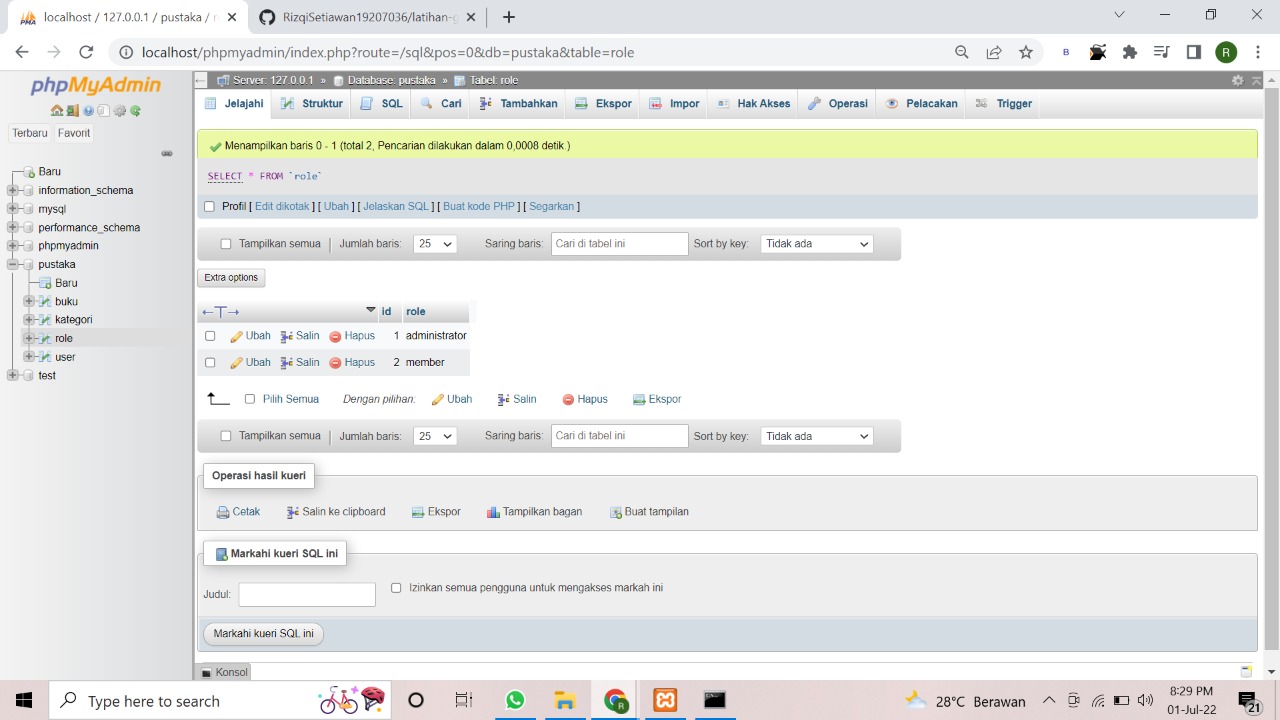 localhost / 127.0.0.1 / pustaka / r
RizqiSetiawan19207036/latihan-g
localhost/phpmyadmin/index.php?route=/sql&pos=0&db=pustaka&table=role
B
R
phpMyAdmin
Terbaru Favorit
Baru
information_schema
mysql
performance_schema
phpmyadmin
pustaka
Baru
buku
kategori
role
user
test
Server: 127.0.0.1 » Database: pustaka » Tabel: role
Jelajahi Struktur SQL Cari Tambahkan Ekspor Impor Hak Akses Operasi Pelacakan Trigger
Menampilkan baris 0 - 1 (total 2, Pencarian dilakukan dalam 0,0008 detik.)
SELECT * FROM `role`
Profil [ Edit dikotak ] [ Ubah ] [ Jelaskan SQL ] [ Buat kode PHP ] [ Segarkan ]
Tampilkan semua | Jumlah baris: 25 Saring baris: Cari di tabel ini Sort by key: Tidak ada
Extra options
←T→ id role
Ubah Salin Hapus 1 administrator
Ubah Salin Hapus 2 member
Pilih Semua Dengan pilihan: Ubah Salin Hapus Ekspor
Tampilkan semua | Jumlah baris: 25 Saring baris: Cari di tabel ini Sort by key: Tidak ada
Operasi hasil kueri
Cetak Salin ke clipboard Ekspor Tampilkan bagan Buat tampilan
Markahi kueri SQL ini
Judul: Izinkan semua pengguna untuk mengakses markah ini
Markahi kueri SQL ini
Konsol
Type here to search
28°C Berawan
8:29 PM
01-Jul-22
21